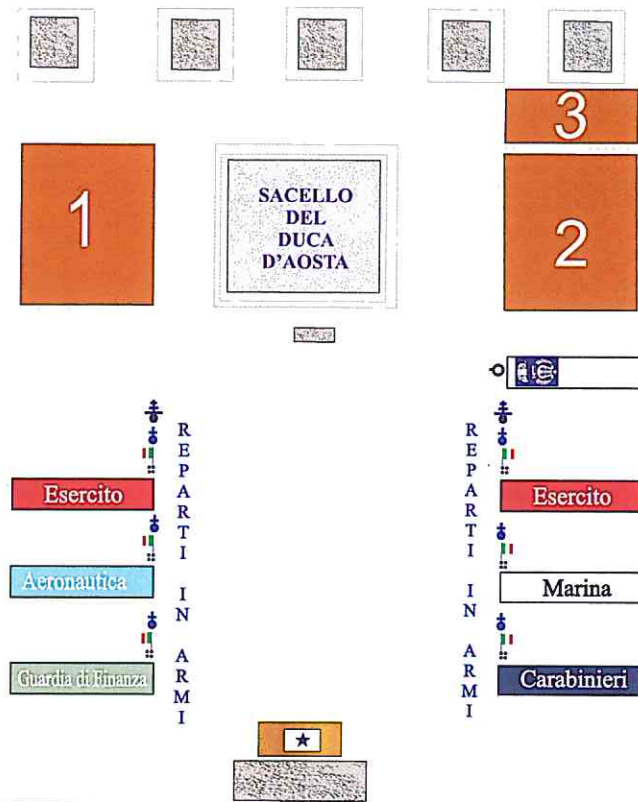 3
1
SACELLO
DEL
DUCA
D'AOSTA
2
REPARTI IN ARMI
REPARTI IN ARMI
Esercito
Esercito
Aeronautica
Marina
Guardia di Finanza
Carabinieri